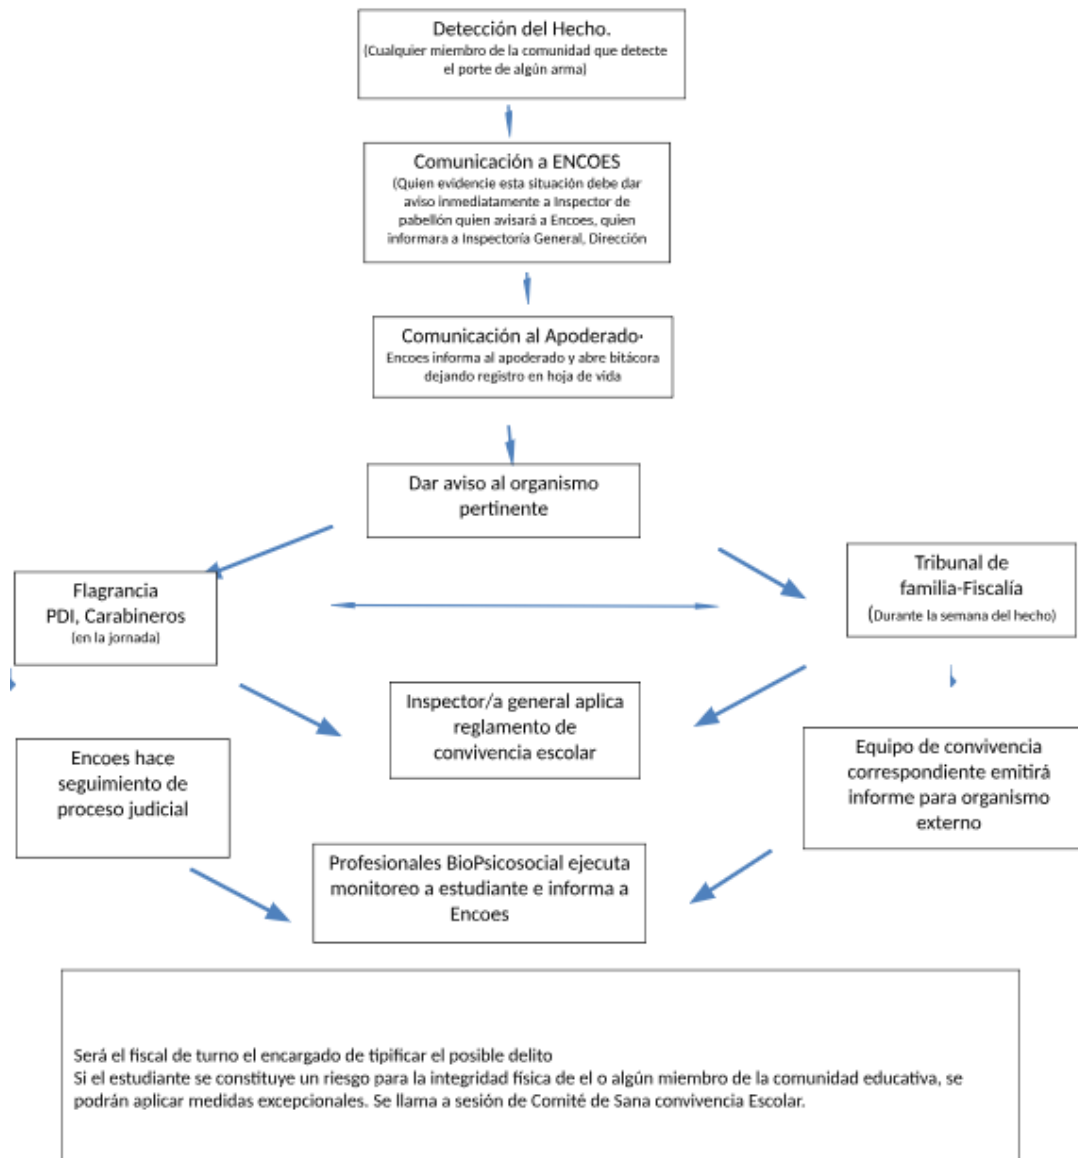 Detección del Hecho.
(Cualquier miembro de la comunidad que detecte
el porte de algún arma)
Comunicación a ENCOES
(Quien evidencie esta situación debe dar
aviso inmediatamente a Inspector de
pabellón quien avisará a Encoes, quien
informara a Inspectoría General, Dirección
Comunicación al Apoderado·
Encoes informa al apoderado y abre bitácora
dejando registro en hoja de vida
Dar aviso al organismo
pertinente
Flagrancia
PDI, Carabineros
(en la jornada)
Tribunal de
familia-Fiscalía
(Durante la semana del hecho)
Inspector/a general aplica
reglamento de
convivencia escolar
Encoes hace
seguimiento de
proceso judicial
Equipo de convivencia
correspondiente emitirá
informe para organismo
externo
Profesionales BioPsicosocial ejecuta
monitoreo a estudiante e informa a
Encoes
Será el fiscal de turno el encargado de tipificar el posible delito
Si el estudiante se constituye un riesgo para la integridad física de el o algún miembro de la comunidad educativa, se
podrán aplicar medidas excepcionales. Se llama a sesión de Comité de Sana convivencia Escolar.